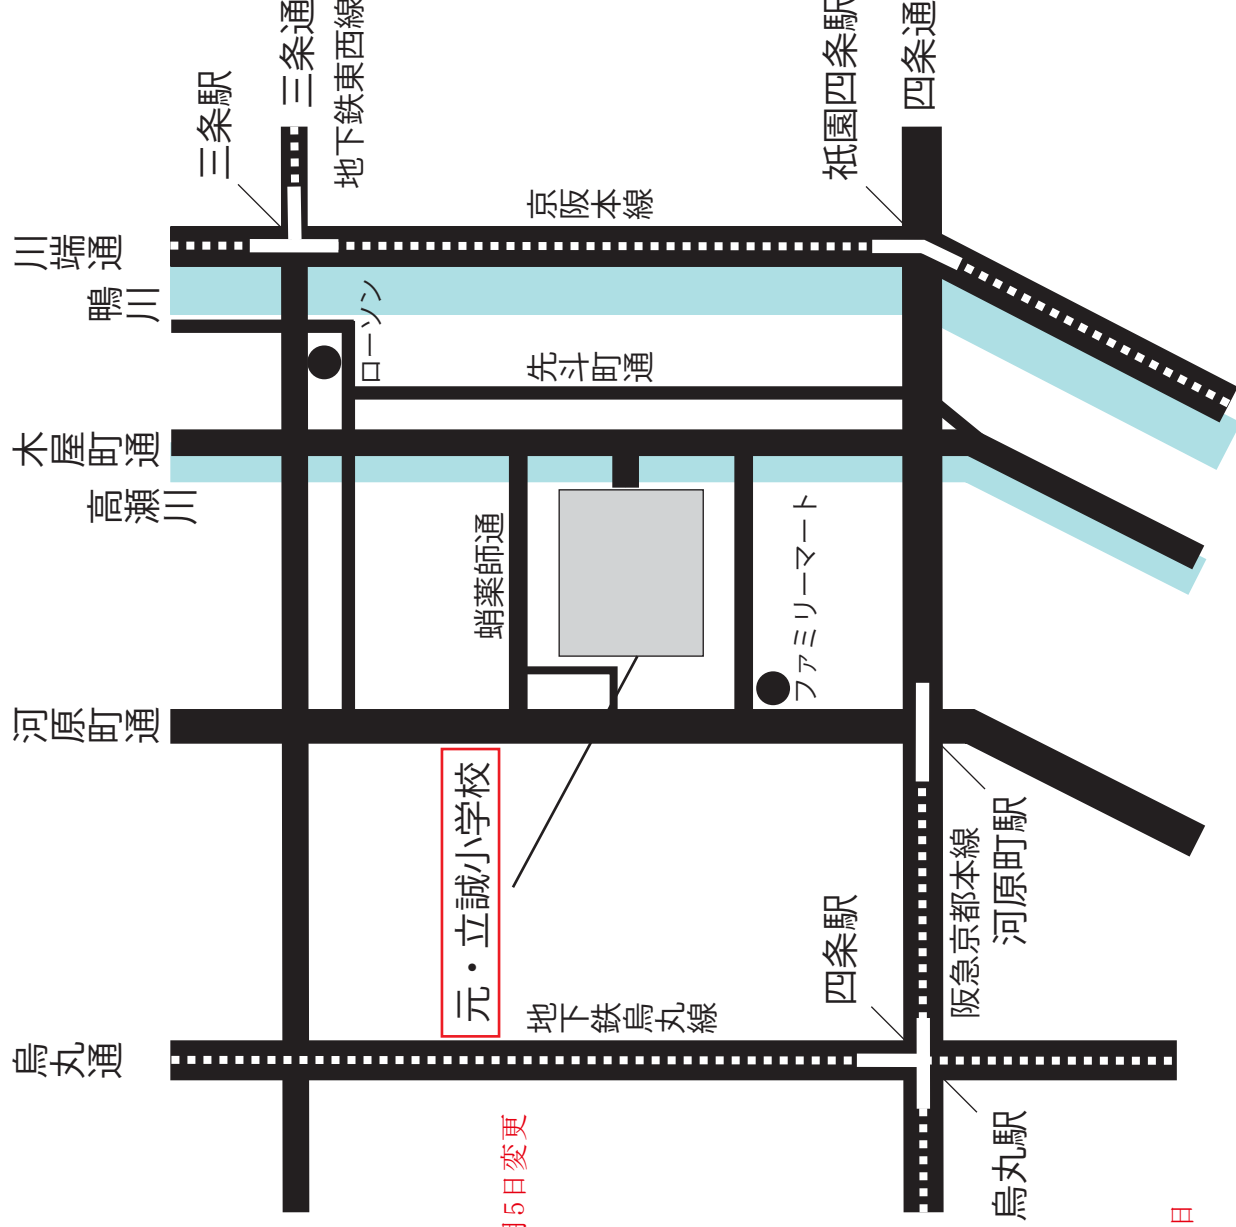 三条通
地下鉄東西線
三条駅
祇園四条駅
四条通
京阪本線
川端通
鴨川
ローソン
先斗町通
木屋町通
高瀬川
蛸薬師通
ファミリーマート
河原町通
元・立誠小学校
河原町駅
阪急京都本線
四条駅
地下鉄烏丸線
烏丸通
烏丸駅
5日変更
日